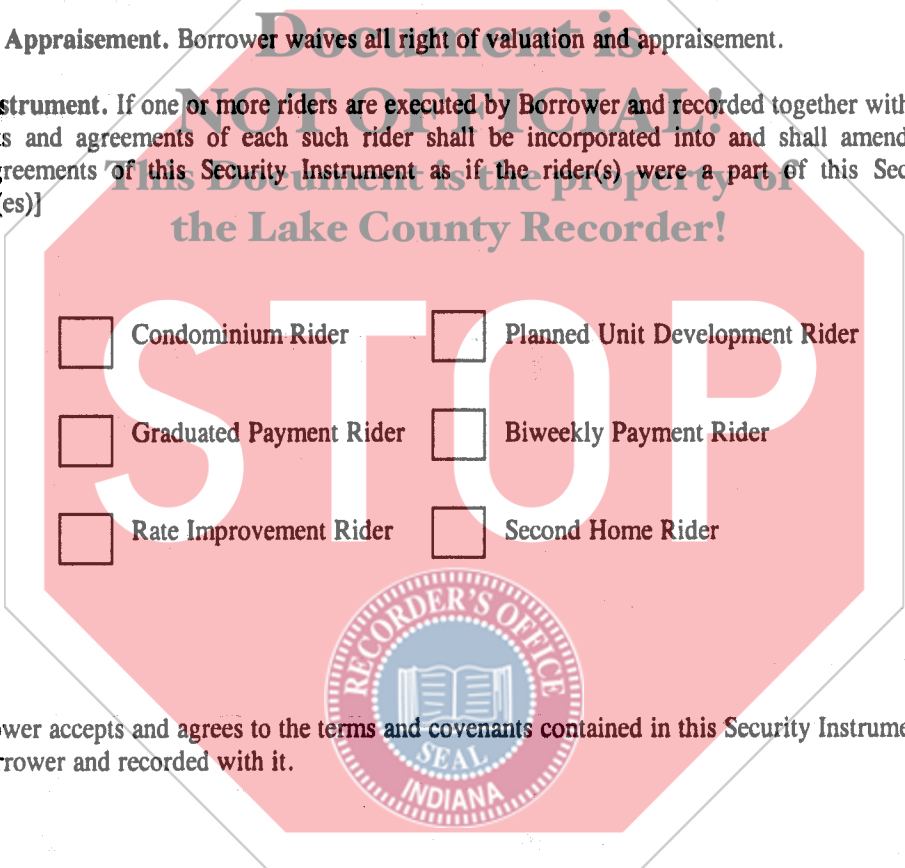 Document is
Appraisement. Borrower waives all right of valuation and appraisement.
NOT OFFICIAL!
strument. If one or more riders are executed by Borrower and recorded together with
ts and agreements of each such rider shall be incorporated into and shall amend
greements of this Security Instrument as if the rider(s) were a part of this Sec
This Document is the property of
(es)]
the Lake County Recorder!
STOP
Condominium Rider
Planned Unit Development Rider
Graduated Payment Rider
Biweekly Payment Rider
Rate Improvement Rider
Second Home Rider
RECORDER'S OFFICE
wer accepts and agrees to the terms and covenants contained in this Security Instrume
rrower and recorded with it.
SEAL
INDIANA